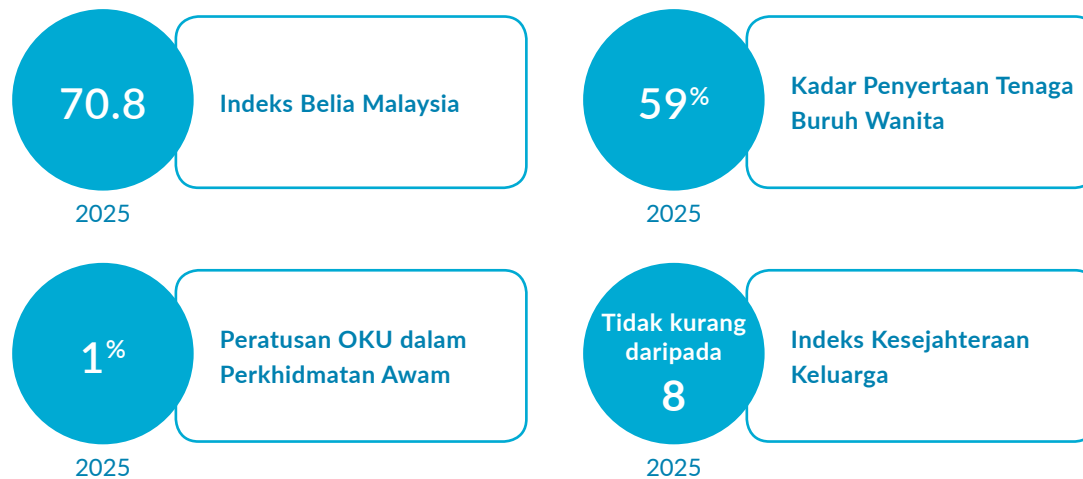 70.8
Indeks Belia Malaysia
2025
59%
Kadar Penyertaan Tenaga
Buruh Wanita
2025
1%
Peratusan OKU dalam
Perkhidmatan Awam
2025
Tidak kurang
daripada
8
Indeks Kesejahteraan
Keluarga
2025